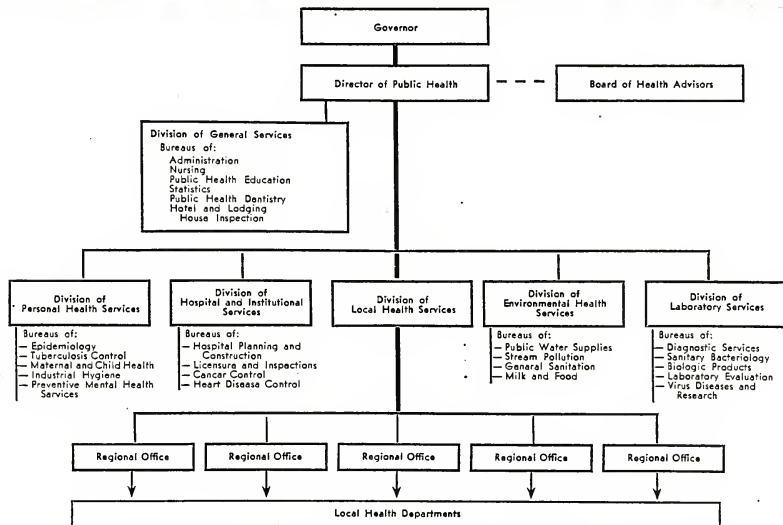 Governor
Director of Public Health
Board of Health Advisors
Division of General Services
Bureaus of:
Administration
Nursing
Public Health Education
Statistics
Public Health Dentistry
Hotel and Lodging
House Inspection
Division of
Personal Health Services
Bureaus of:
— Epidemiology
— Tuberculosis Control
— Maternal and Child Health
— Industrial Hygiene
— Preventive Mental Health
Services
Division of
Hospital and Institutional
Services
Bureaus of:
— Hospital Planning and
Construction
— Licensure and Inspections
— Cancar Control
— Heart Disease Control
Division of
Local Health Services
Division of
Environmental Health
Services
Bureaus of:
— Public Water Supplies
— Stream Pollution
— General Sanitation
— Milk and Food
Division of
Laboratory Services
Bureaus of:
— Diagnostic Services
— Sanitary Bacteriology
— Biologic Products
— Laboratory Evaluation
— Virus Diseases and
Research
Regional Office
Regional Office
Regional Office
Regional Office
Regional Office
Local Health Departments